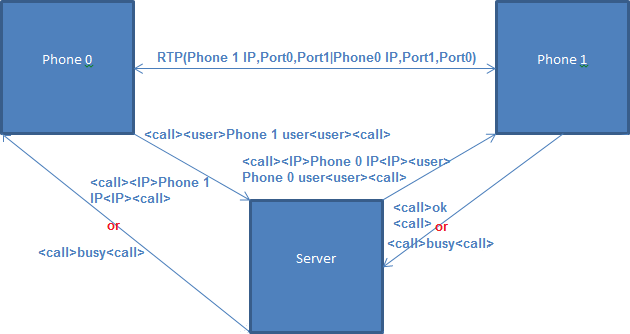 Phone 0
RTP(Phone 1 IP,Port0,Port1|Phone0 IP,Port1,Port0)
Phone 1
<call><user>Phone 1 user<user><call>
<call><IP>Phone 0 IP<IP><user>
Phone 0 user<user><call>
<call><IP>Phone 1
IP<IP><call>
or
<call>busy<call>
<call>ok
<call> or
<call>busy<call>
Server